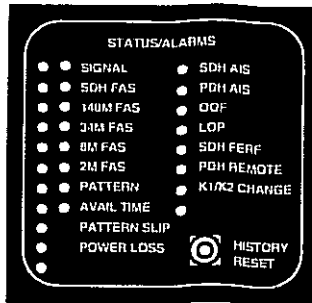 STATUS/ALARMS
SIGNAL
SDH FAS
140M FAS
34M FAS
8M FAS
2M FAS
PATTERN
AVAIL TIME
PATTERN SLIP
POWER LOSS
SDH AIS
PDH AIS
OOF
LOP
SDH FERF
PDH REMOTE
K1/K2 CHANGE
HISTORY
RESET